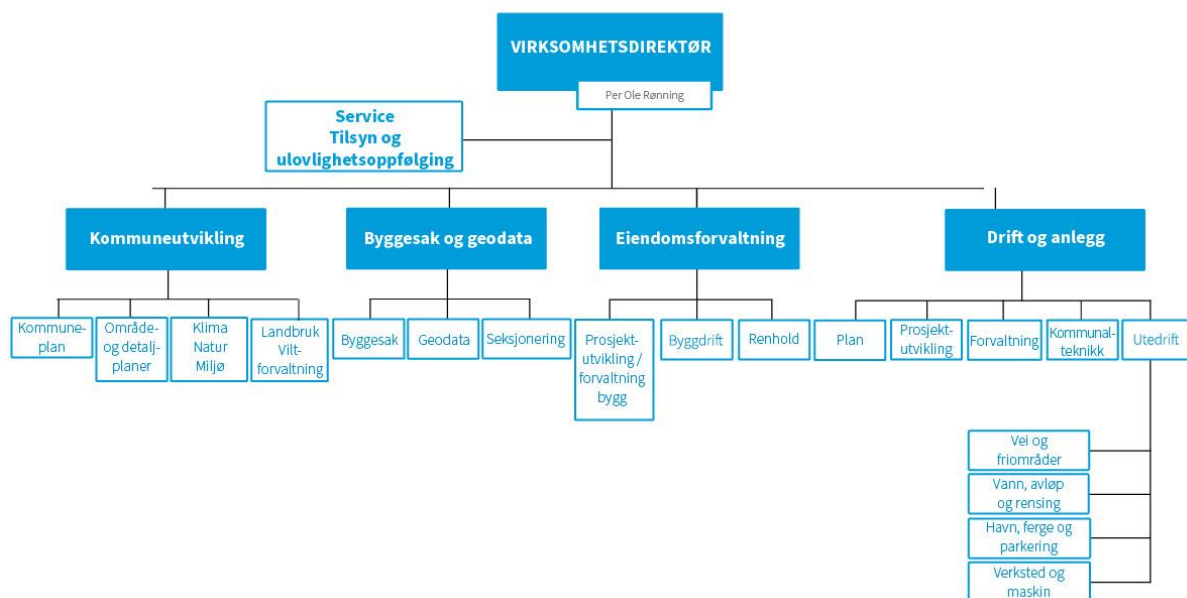 VIRKSOMHETSDIREKTØR
Per Ole Rønning
Service
Tilsyn og
ulovlighetsoppfølging
Kommuneutvikling
Byggesak og geodata
Eiendomsforvaltning
Drift og anlegg
Kommune-
plan
Område-
og detalj-
planer
Klima
Natur
Miljø
Landbruk
Vilt-
forvaltning
Byggesak
Geodata
Seksjonering
Prosjekt-
utvikling /
forvaltning
bygg
Byggdrift
Renhold
Plan
Prosjekt-
utvikling
Forvaltning
Kommunal-
teknikk
Utedrift
Vei og
friområder
Vann, avløp
og rensing
Havn, ferge og
parkering
Verksted og
maskin